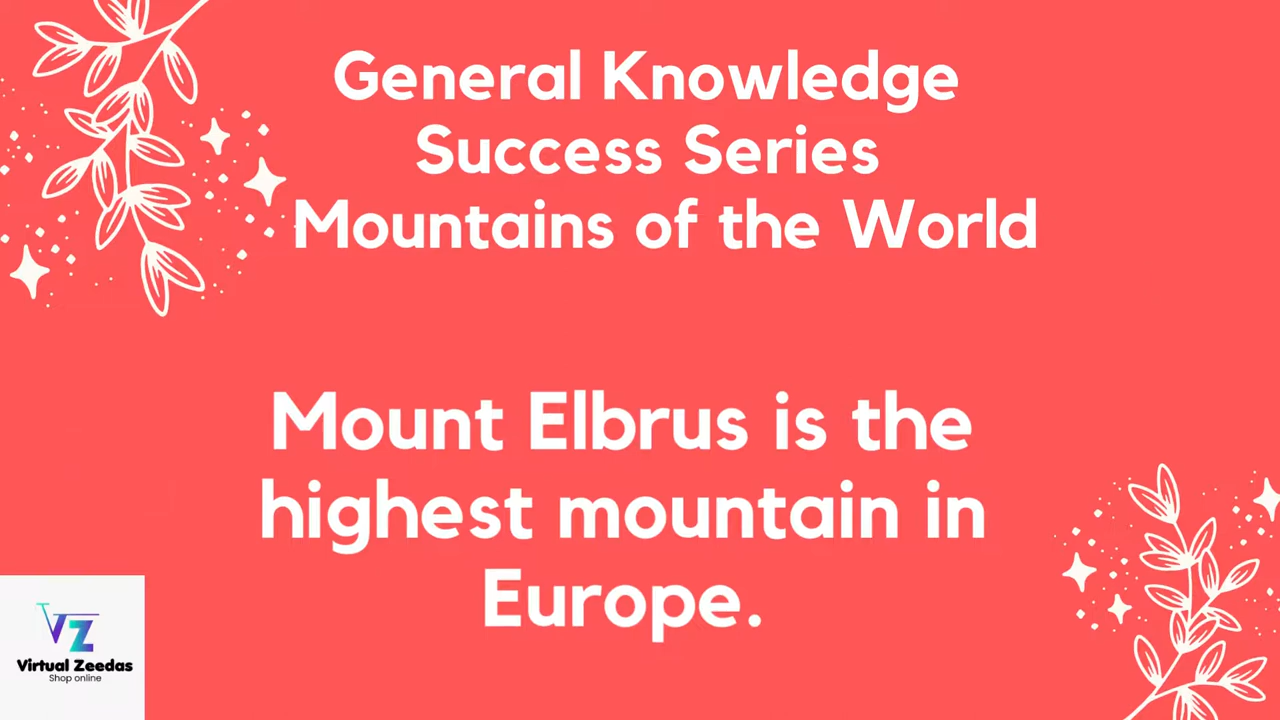 General Knowledge
Success Series
Mountains of the World
Mount Elbrus is the
highest mountain in
Europe.
VZ
Virtual Zeedas
Shop online